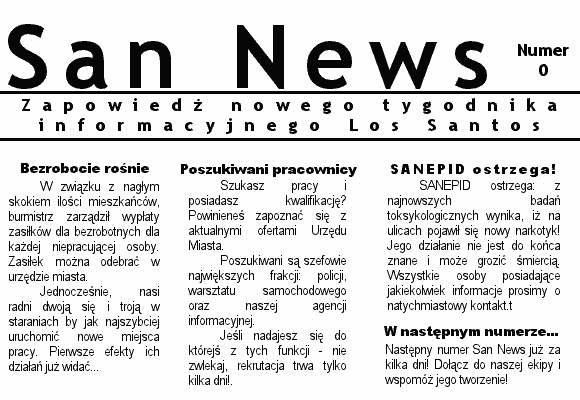 San News
Numer
0
Zapowiedź nowego tygodnika
informacyjnego Los Santos
Bezrobocie rośnie
W związku z nagłym
skokiem ilości mieszkańców,
burmistrz zarządził wypłaty
zasiłków dla bezrobotnych dla
każdej niepracującej osoby.
Zasiłek można odebrać w
urzędzie miasta.
Jednocześnie, nasi
radni dwoją się i troją w
staraniach by jak najszybciej
uruchomić nowe miejsca
pracy. Pierwsze efekty ich
działań już widać...
Poszukiwani pracownicy
Szukasz pracy i
posiadasz kwalifikację?
Powinieneś zapoznać się z
aktualnymi ofertami Urzędu
Miasta.
Poszukiwani są szefowie
największych frakcji: policji,
warsztatu samochodowego
oraz naszej agencji
informacyjnej.
Jeśli nadajesz się do
którejś z tych funkcji - nie
zwlekaj, rekrutacja trwa tylko
kilka dni!.
SANEPID ostrzega!
SANEPID ostrzega: z
najnowszych badań
toksykologicznych wynika, iż na
ulicach pojawił się nowy narkotyk!
Jego działanie nie jest do końca
znane i może grozić śmiercią.
Wszystkie osoby posiadające
jakiekolwiek informacje prosimy o
natychmiastowy kontakt.t
W następnym numerze...
Następny numer San News już za
kilka dni! Dołącz do naszej ekipy i
wspomóż jego tworzenie!